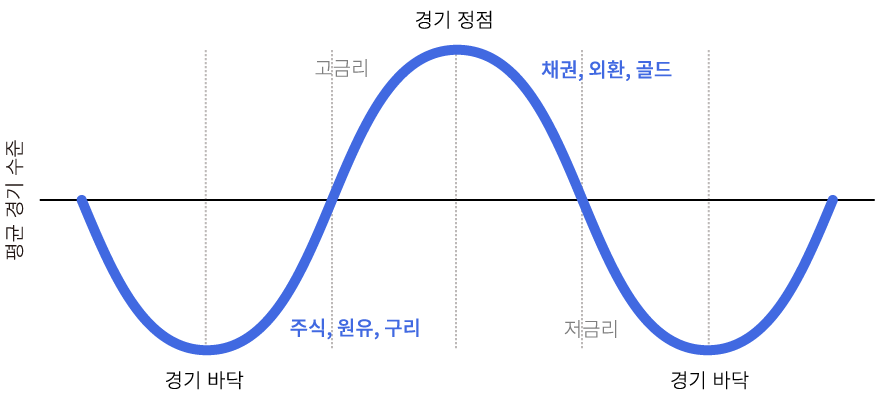 경기 정점
고금리
채권, 외환, 골드
평균 경기 수준
주식, 원유, 구리
저금리
경기 바닥
경기 바닥